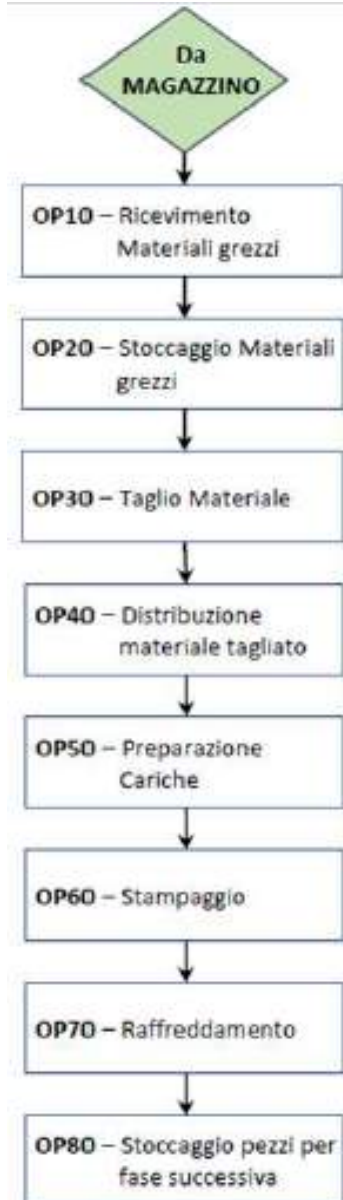 Da
MAGAZZINO
OP10 – Ricevimento
Materiali grezzi
OP20 – Stoccaggio Materiali
grezzi
OP30 – Taglio Materiale
OP40 – Distribuzione
materiale tagliato
OP50 – Preparazione
Cariche
OP60 – Stampaggio
OP70 – Raffreddamento
OP80 – Stoccaggio pezzi per
fase successiva